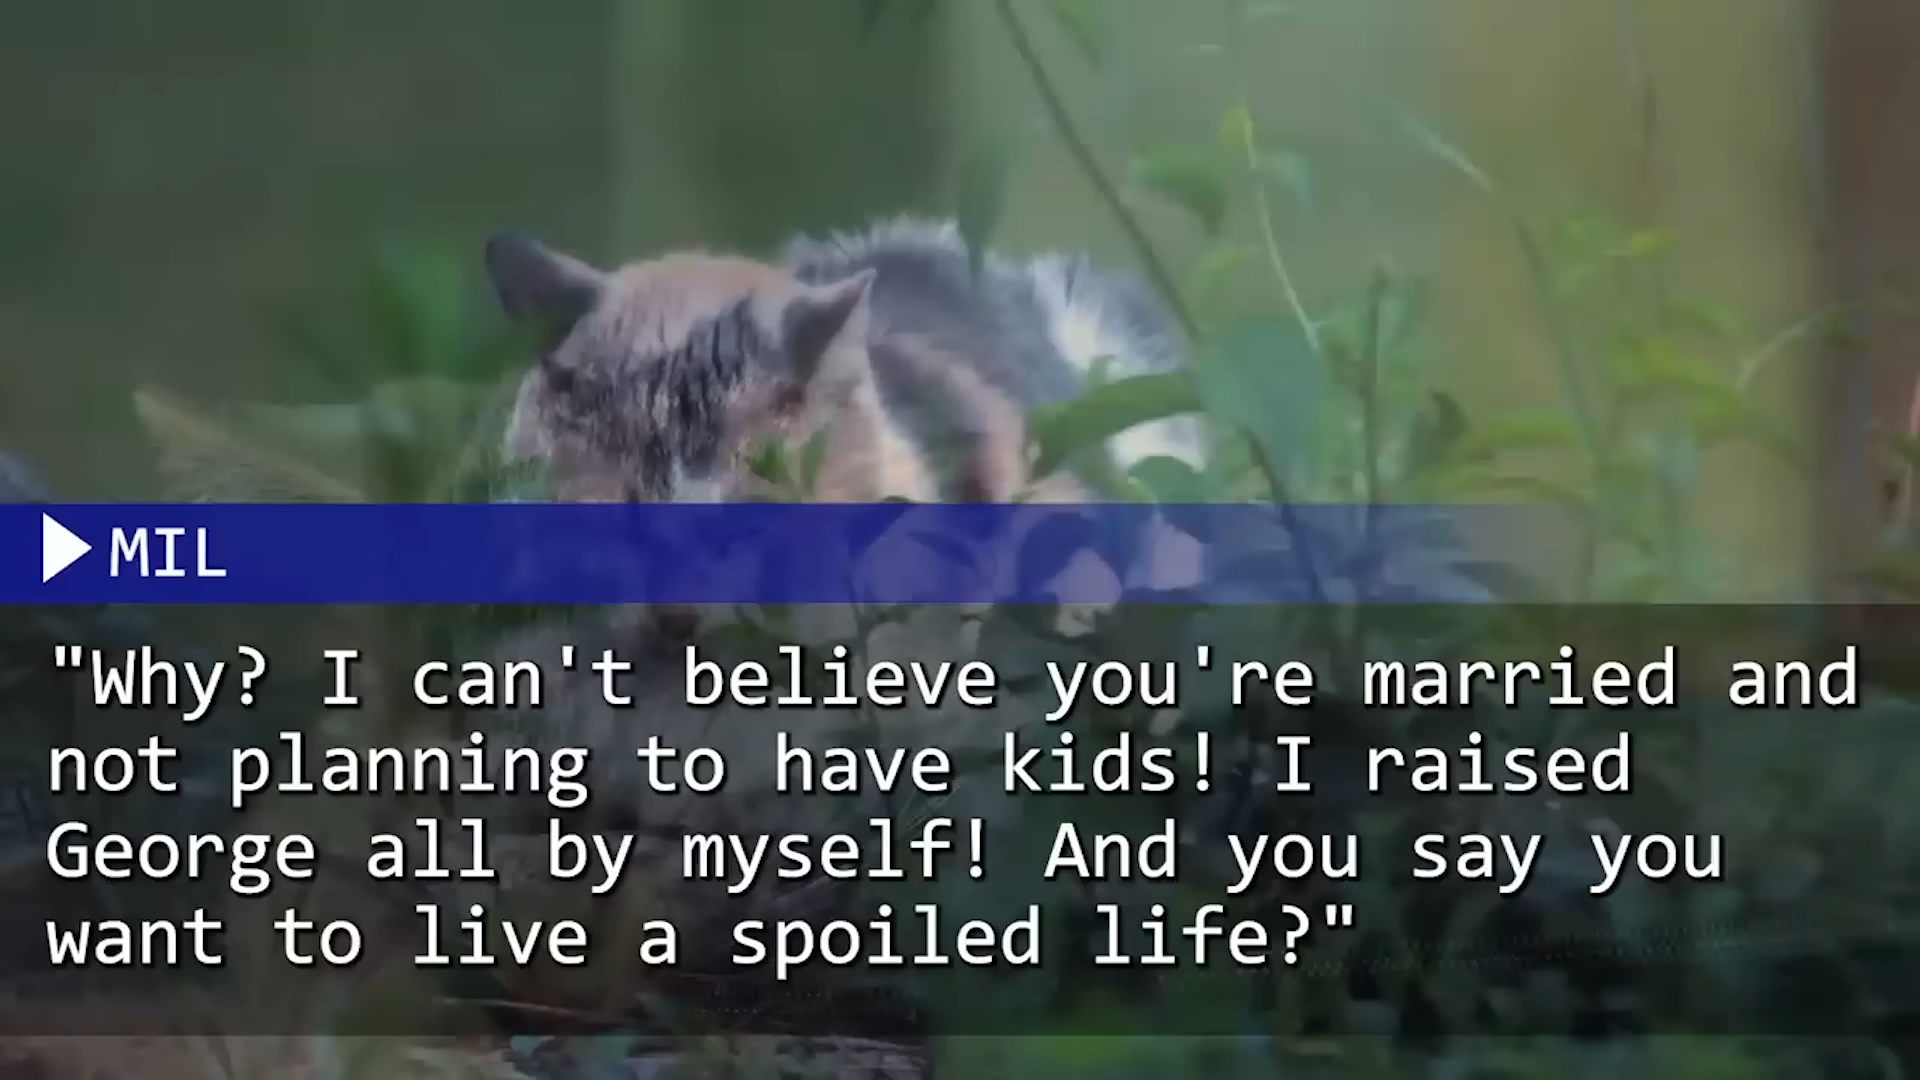 MIL
"Why? I can't believe you're married and
not planning to have kids! I raised
George all by myself! And you say you
want to live a spoiled life?"